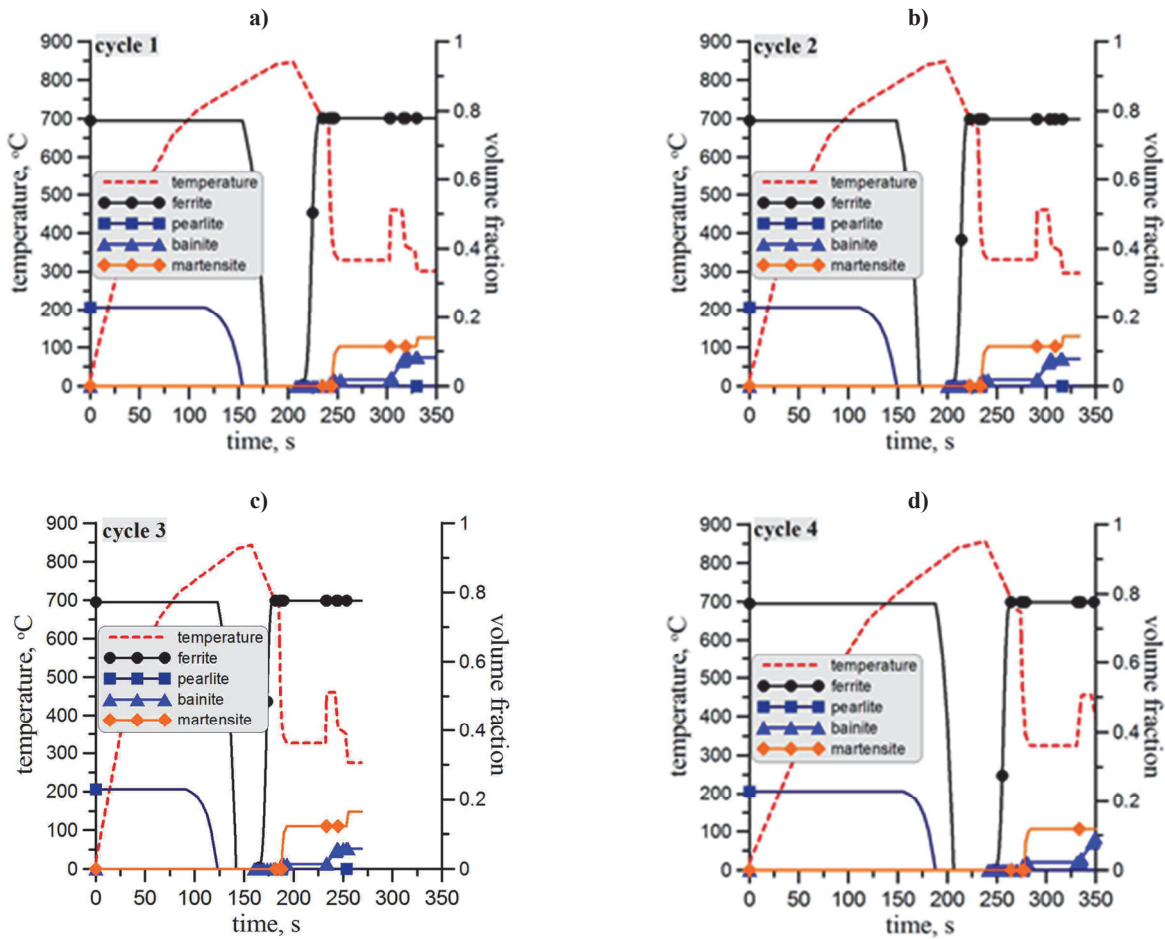 a)
cycle 1
900
800
700
600
500
400
300
200
100
0
temperature, °C
1
0.8
0.6
0.4
0.2
0
volume fraction
temperature
ferrite
pearlite
bainite
martensite
0 50 100 150 200 250 300 350
time, s
b)
cycle 2
900
800
700
600
500
400
300
200
100
0
temperature, °C
1
0.8
0.6
0.4
0.2
0
volume fraction
temperature
ferrite
pearlite
bainite
martensite
0 50 100 150 200 250 300 350
time, s
c)
cycle 3
900
800
700
600
500
400
300
200
100
0
temperature, °C
1
0.8
0.6
0.4
0.2
0
volume fraction
temperature
ferrite
pearlite
bainite
martensite
0 50 100 150 200 250 300 350
time, s
d)
cycle 4
900
800
700
600
500
400
300
200
100
0
temperature, °C
1
0.8
0.6
0.4
0.2
0
volume fraction
temperature
ferrite
pearlite
bainite
martensite
0 50 100 150 200 250 300 350
time, s